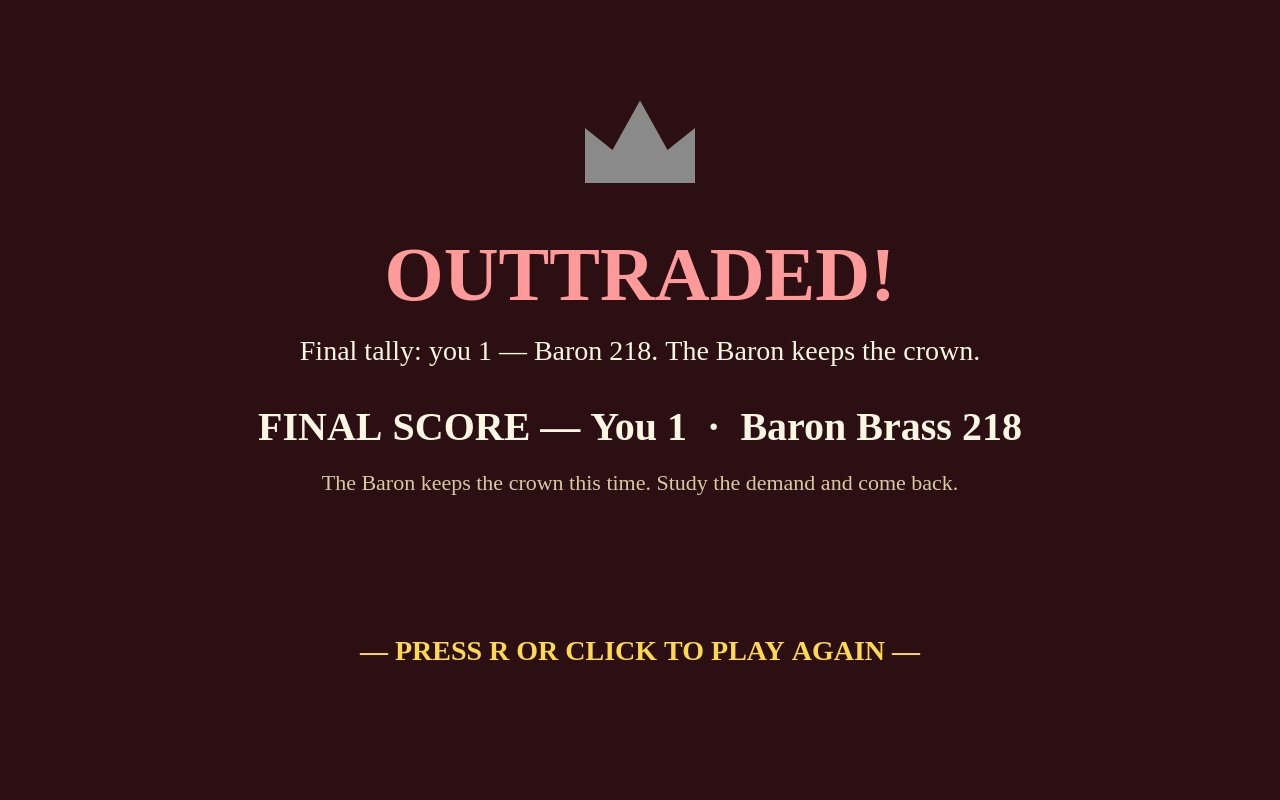 OUTTRADED!
Final tally: you 1 — Baron 218. The Baron keeps the crown.
FINAL SCORE — You 1 · Baron Brass 218
The Baron keeps the crown this time. Study the demand and come back.
— PRESS R OR CLICK TO PLAY AGAIN —